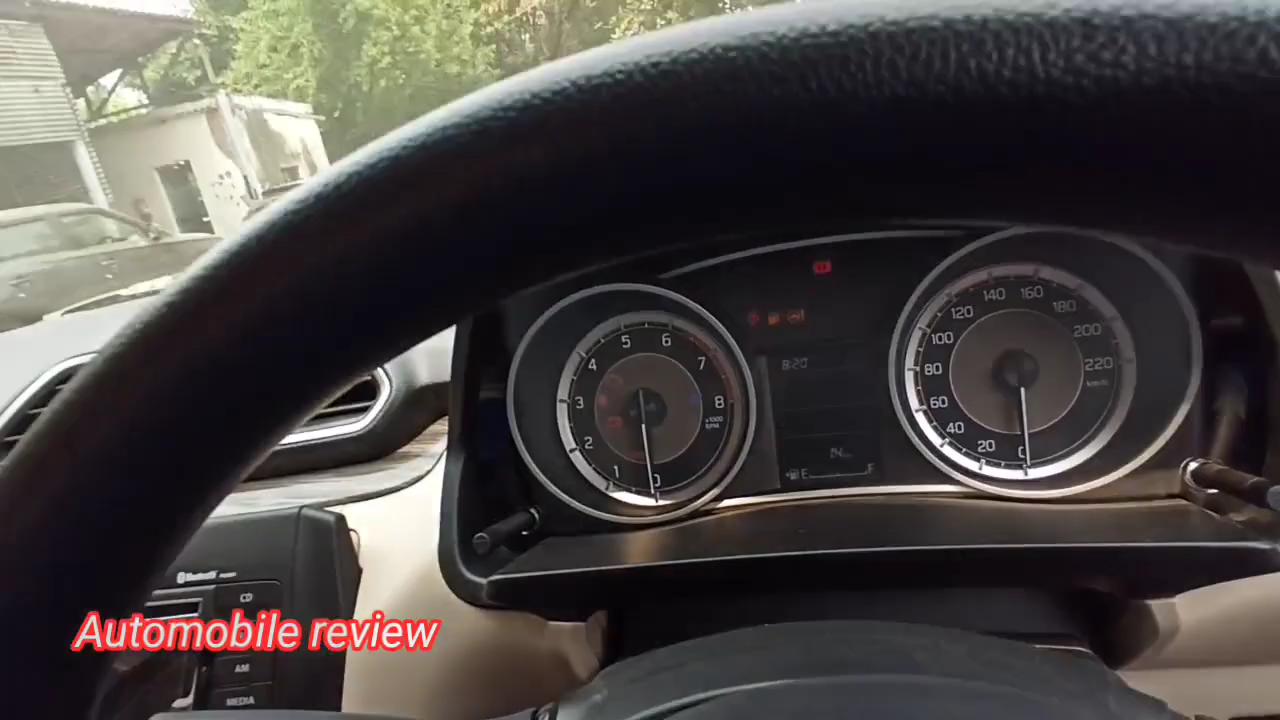 5 6
4 7
3 8
2 x1000
RPM
1 0
8:20
E F
140 160
120 180
100 200
80 220
km/h
60
40
20 0
Bluetooth
CD
Automobile review
AM
MEDIA